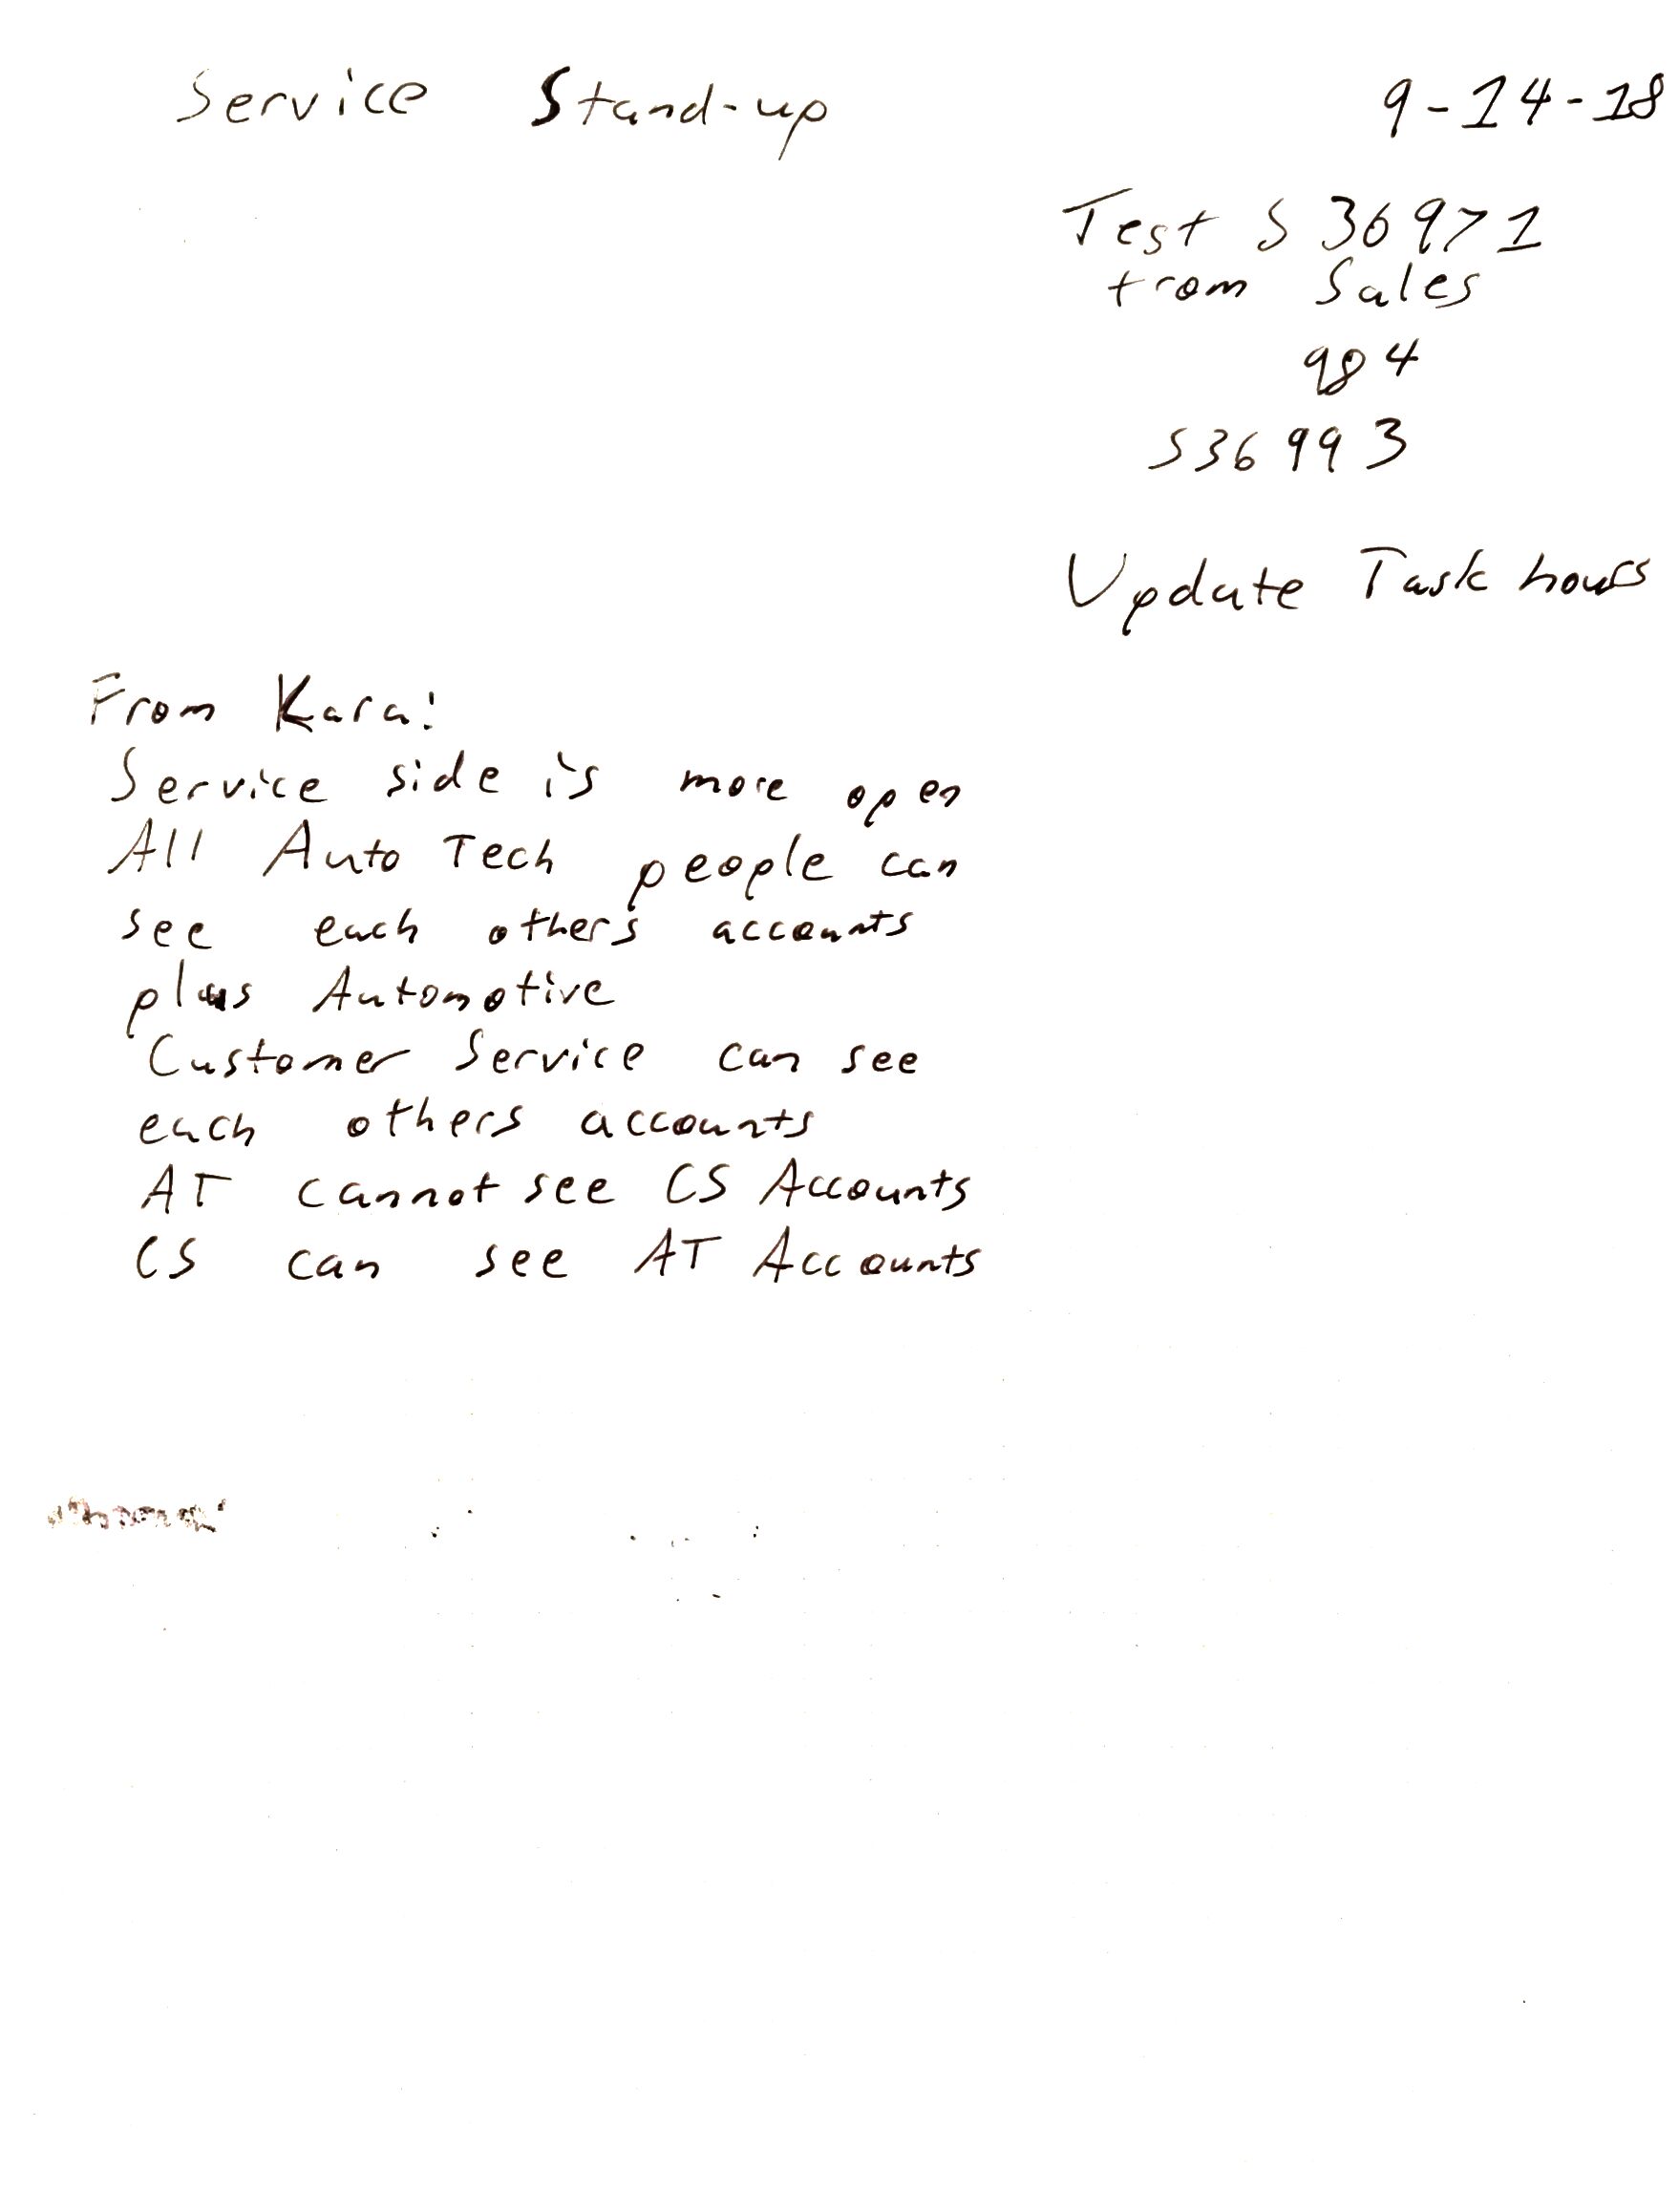 Service Stand-up 9-14-18
Test S36971
from Sales
984
S36993
Update Task hours
From Kara:
Service side is more open
All Auto Tech people can
see each others accounts
plus Automotive
Customer Service can see
each others accounts
AT cannot see CS Accounts
CS can see AT Accounts